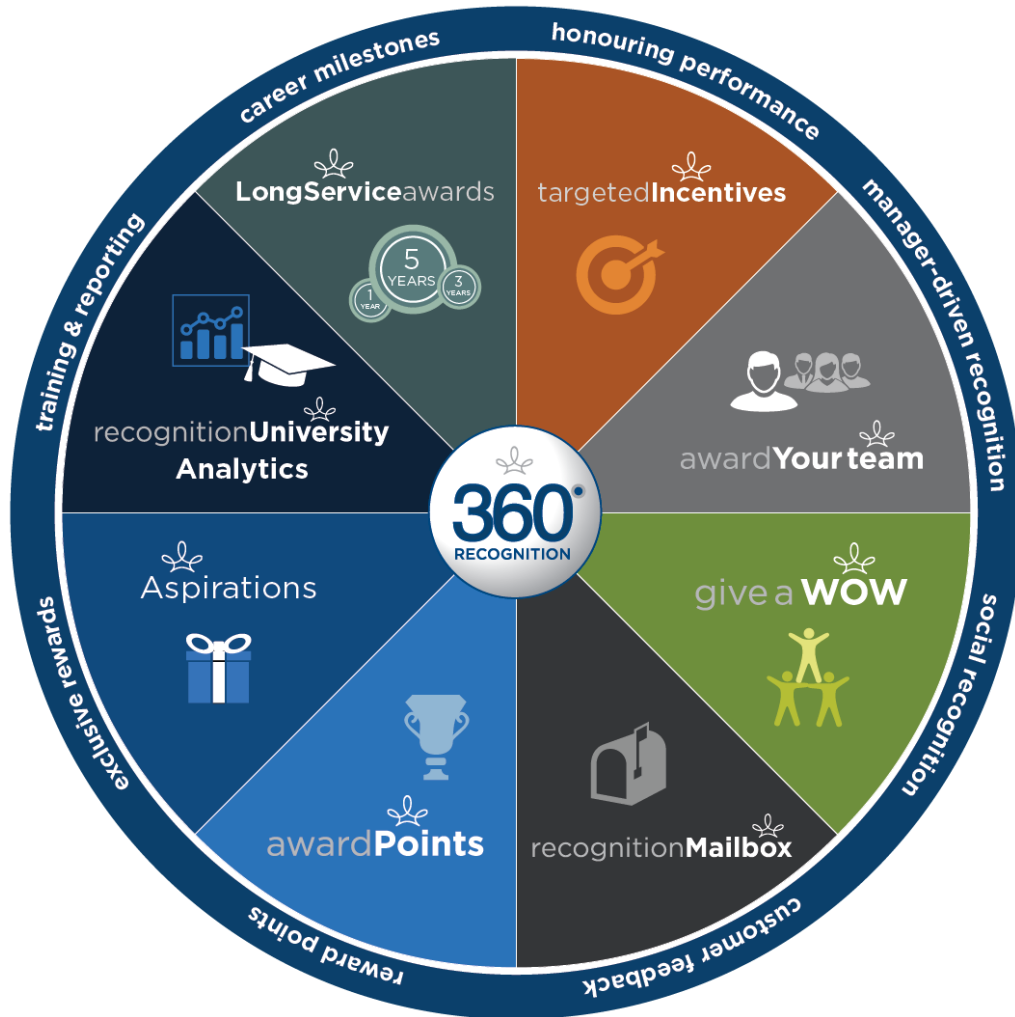 career milestones
honouring performance
manager-driven recognition
social recognition
customer feedback
reward points
exclusive rewards
training & reporting
LongServiceawards
5
YEARS
1
YEAR
3
YEARS
targetedIncentives
awardYour team
give a WOW
recognitionMailbox
awardPoints
Aspirations
recognitionUniversity
Analytics
360°
RECOGNITION